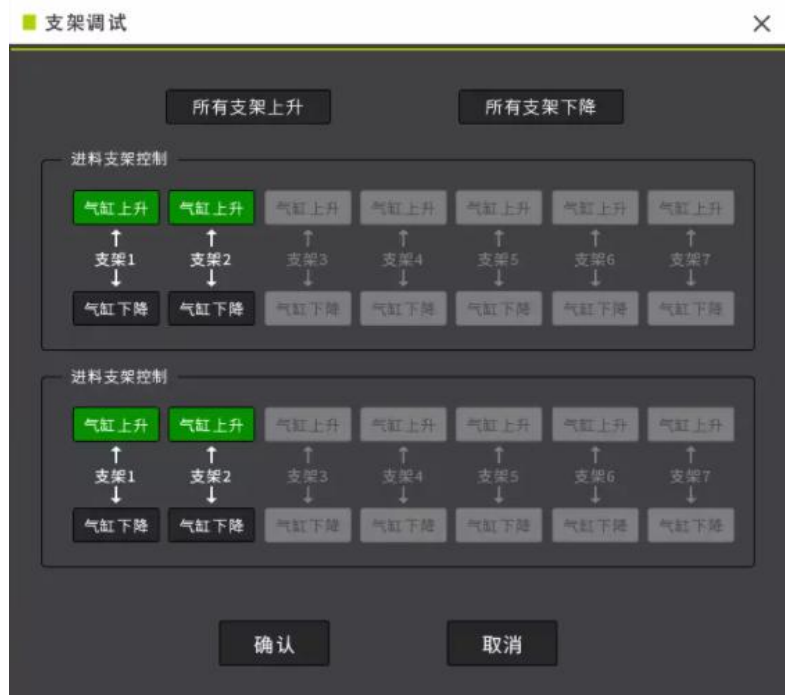 支架调试
所有支架上升 所有支架下降
进料支架控制
气缸上升 气缸上升 气缸上升 气缸上升 气缸上升 气缸上升 气缸上升
支架1 支架2 支架3 支架4 支架5 支架6 支架7
气缸下降 气缸下降 气缸下降 气缸下降 气缸下降 气缸下降 气缸下降
进料支架控制
气缸上升 气缸上升 气缸上升 气缸上升 气缸上升 气缸上升 气缸上升
支架1 支架2 支架3 支架4 支架5 支架6 支架7
气缸下降 气缸下降 气缸下降 气缸下降 气缸下降 气缸下降 气缸下降
确认 取消